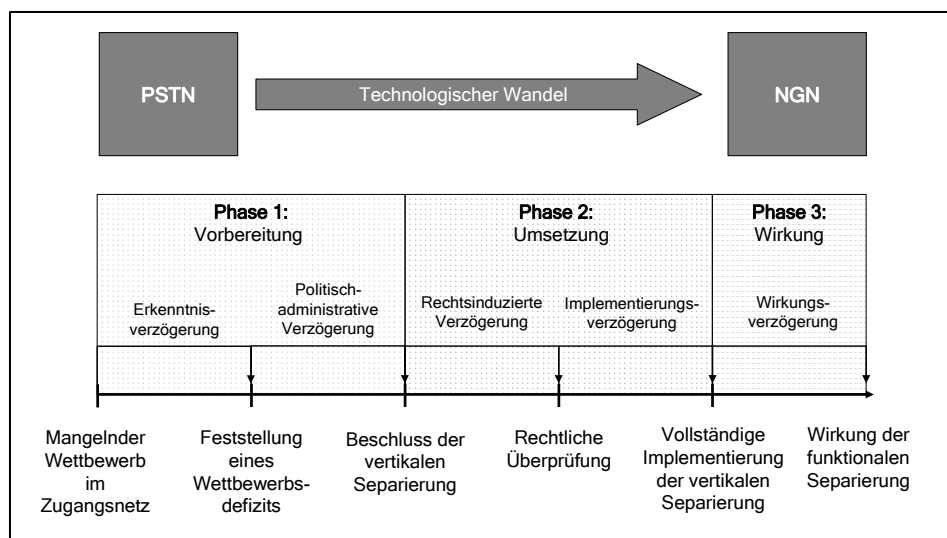 PSTN
Technologischer Wandel
NGN
Phase 1:
Vorbereitung
Phase 2:
Umsetzung
Phase 3:
Wirkung
Erkenntnis-
verzögerung
Politisch-
administrative
Verzögerung
Rechtsinduzierte
Verzögerung
Implementierungs-
verzögerung
Wirkungs-
verzögerung
Mangelnder
Wettbewerb
im
Zugangsnetz
Feststellung
eines
Wettbewerbs-
defizits
Beschluss der
vertikalen
Separierung
Rechtliche
Überprüfung
Vollständige
Implementierung
der vertikalen
Separierung
Wirkung der
funktionalen
Separierung